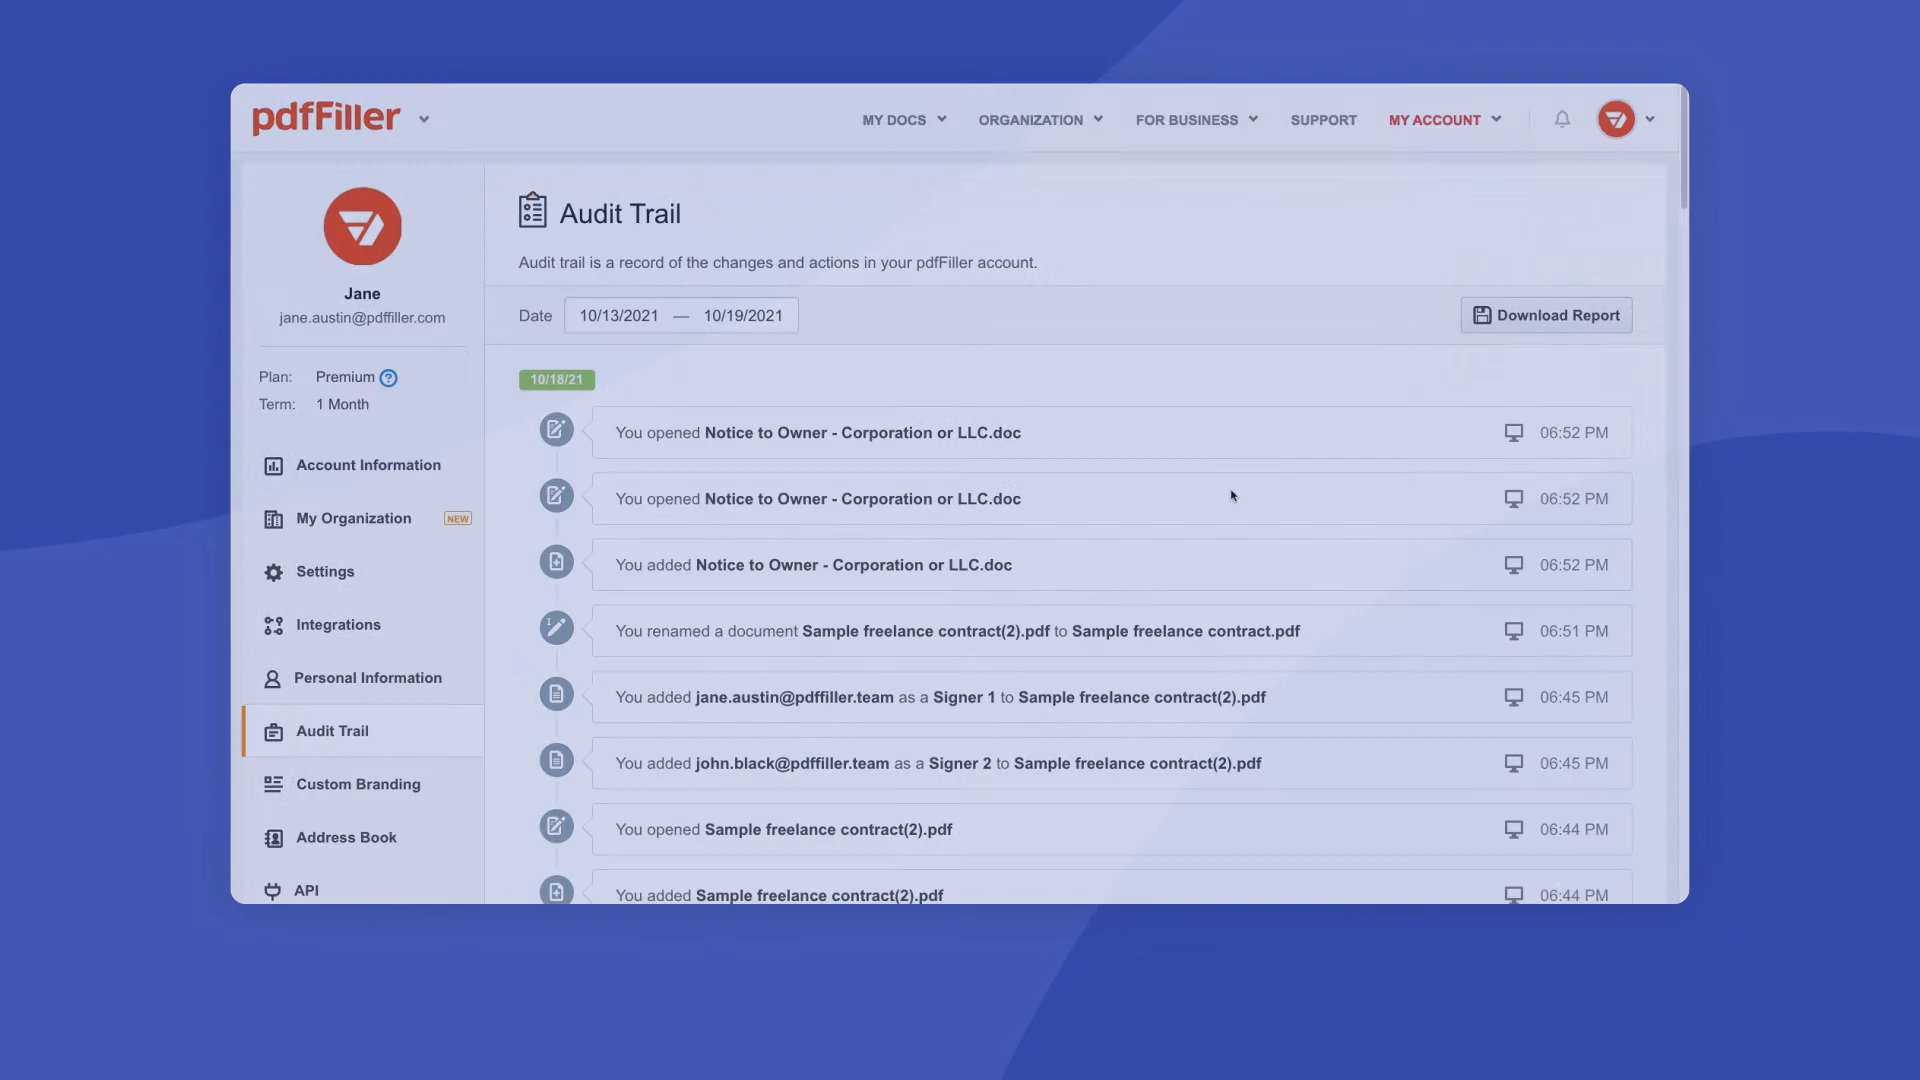 pdfFiller
MY DOCS ORGANIZATION FOR BUSINESS SUPPORT MY ACCOUNT
Jane
jane.austin@pdffiller.com
Plan: Premium ?
Term: 1 Month
Account Information
My Organization NEW
Settings
Integrations
Personal Information
Audit Trail
Custom Branding
Address Book
API
Audit Trail
Audit trail is a record of the changes and actions in your pdfFiller account.
Date 10/13/2021 — 10/19/2021 Download Report
10/18/21
You opened Notice to Owner - Corporation or LLC.doc 06:52 PM
You opened Notice to Owner - Corporation or LLC.doc 06:52 PM
You added Notice to Owner - Corporation or LLC.doc 06:52 PM
You renamed a document Sample freelance contract(2).pdf to Sample freelance contract.pdf 06:51 PM
You added jane.austin@pdffiller.team as a Signer 1 to Sample freelance contract(2).pdf 06:45 PM
You added john.black@pdffiller.team as a Signer 2 to Sample freelance contract(2).pdf 06:45 PM
You opened Sample freelance contract(2).pdf 06:44 PM
You added Sample freelance contract(2).pdf 06:44 PM